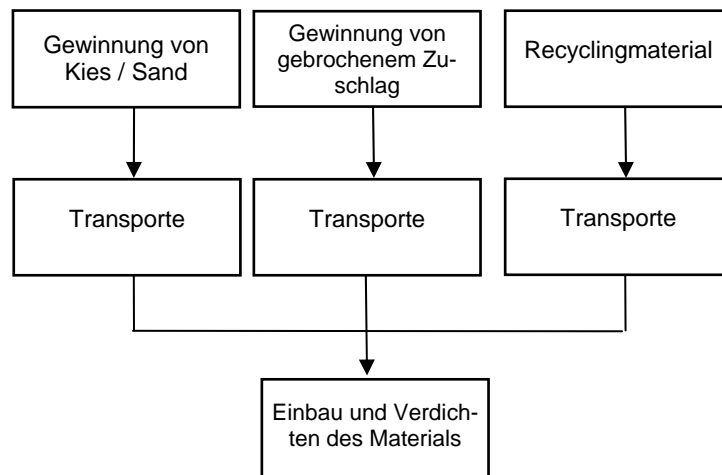 Gewinnung von
Kies / Sand
Gewinnung von
gebrochenem Zu-
schlag
Recyclingmaterial
Transporte
Transporte
Transporte
Einbau und Verdich-
ten des Materials